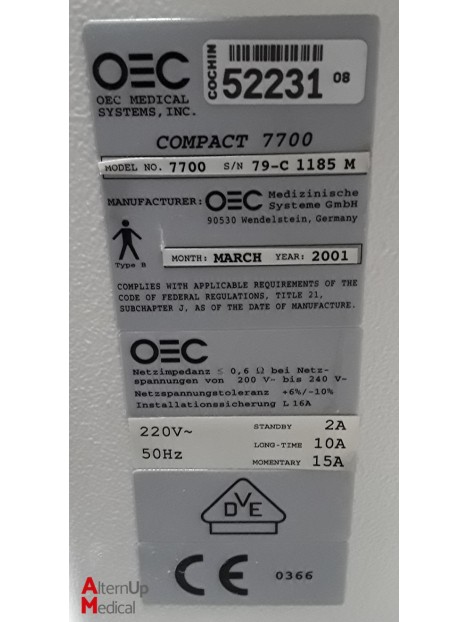 OEC
OEC MEDICAL
SYSTEMS, INC.
COCHIN
52231 08
COMPACT 7700
MODEL NO. 7700 S/N 79-C 1185 M
MANUFACTURER: OEC Medizinische
Systeme GmbH
90530 Wendelstein, Germany
Type B
MONTH: MARCH YEAR: 2001
COMPLIES WITH APPLICABLE REQUIREMENTS OF THE
CODE OF FEDERAL REGULATIONS, TITLE 21,
SUBCHAPTER J, AS OF THE DATE OF MANUFACTURE.
OEC
Netzimpedanz ≤ 0,6 Ω bei Netz-
spannungen von 200 V~ bis 240 V~
Netzspannungstoleranz +6%/-10%
Installationssicherung L 16A
220V~ STANDBY 2A
50Hz LONG-TIME 10A
MOMENTARY 15A
DVE
CE 0366
AlternUp
Medical